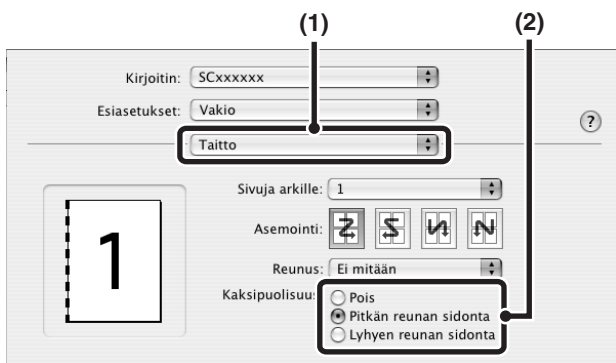 (1) (2)
Kirjoitin: SCxxxxxx
Esiasetukset: Vakio
?
Taitto
Sivuja arkille: 1
Asemointi:
Reunus: Ei mitään
Kaksipuolisuu: Pois
Pitkän reunan sidonta
Lyhyen reunan sidonta
1